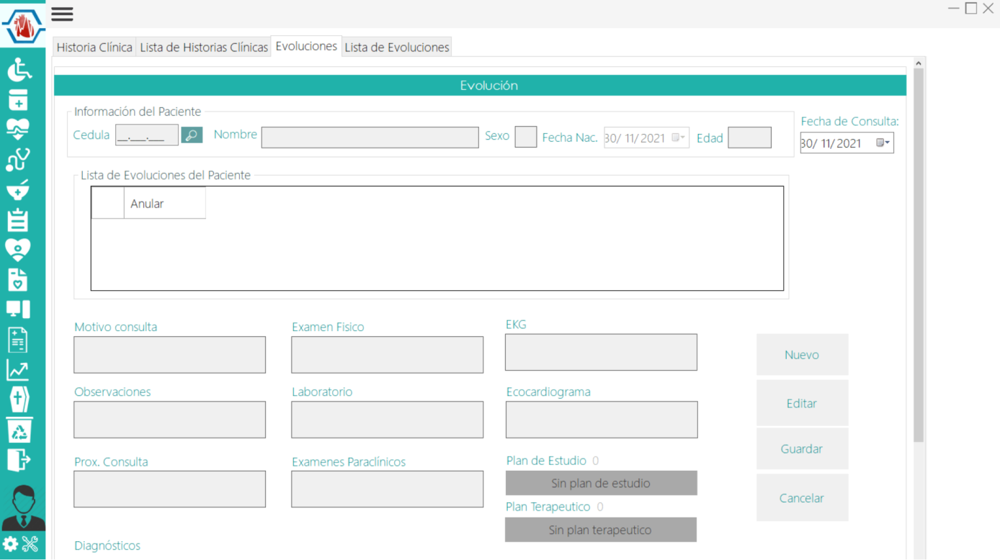 Historia Clínica Lista de Historias Clínicas Evoluciones Lista de Evoluciones
Evolución
Información del Paciente
Fecha de Consulta:
Cedula __.___.___ Nombre Sexo Fecha Nac. 30/ 11/ 2021 Edad
30/ 11/ 2021
Lista de Evoluciones del Paciente
Anular
Motivo consulta Examen Fisico EKG
Nuevo
Observaciones Laboratorio Ecocardiograma
Editar
Guardar
Prox. Consulta Examenes Paraclínicos Plan de Estudio 0
Sin plan de estudio
Cancelar
Plan Terapeutico 0
Sin plan terapeutico
Diagnósticos